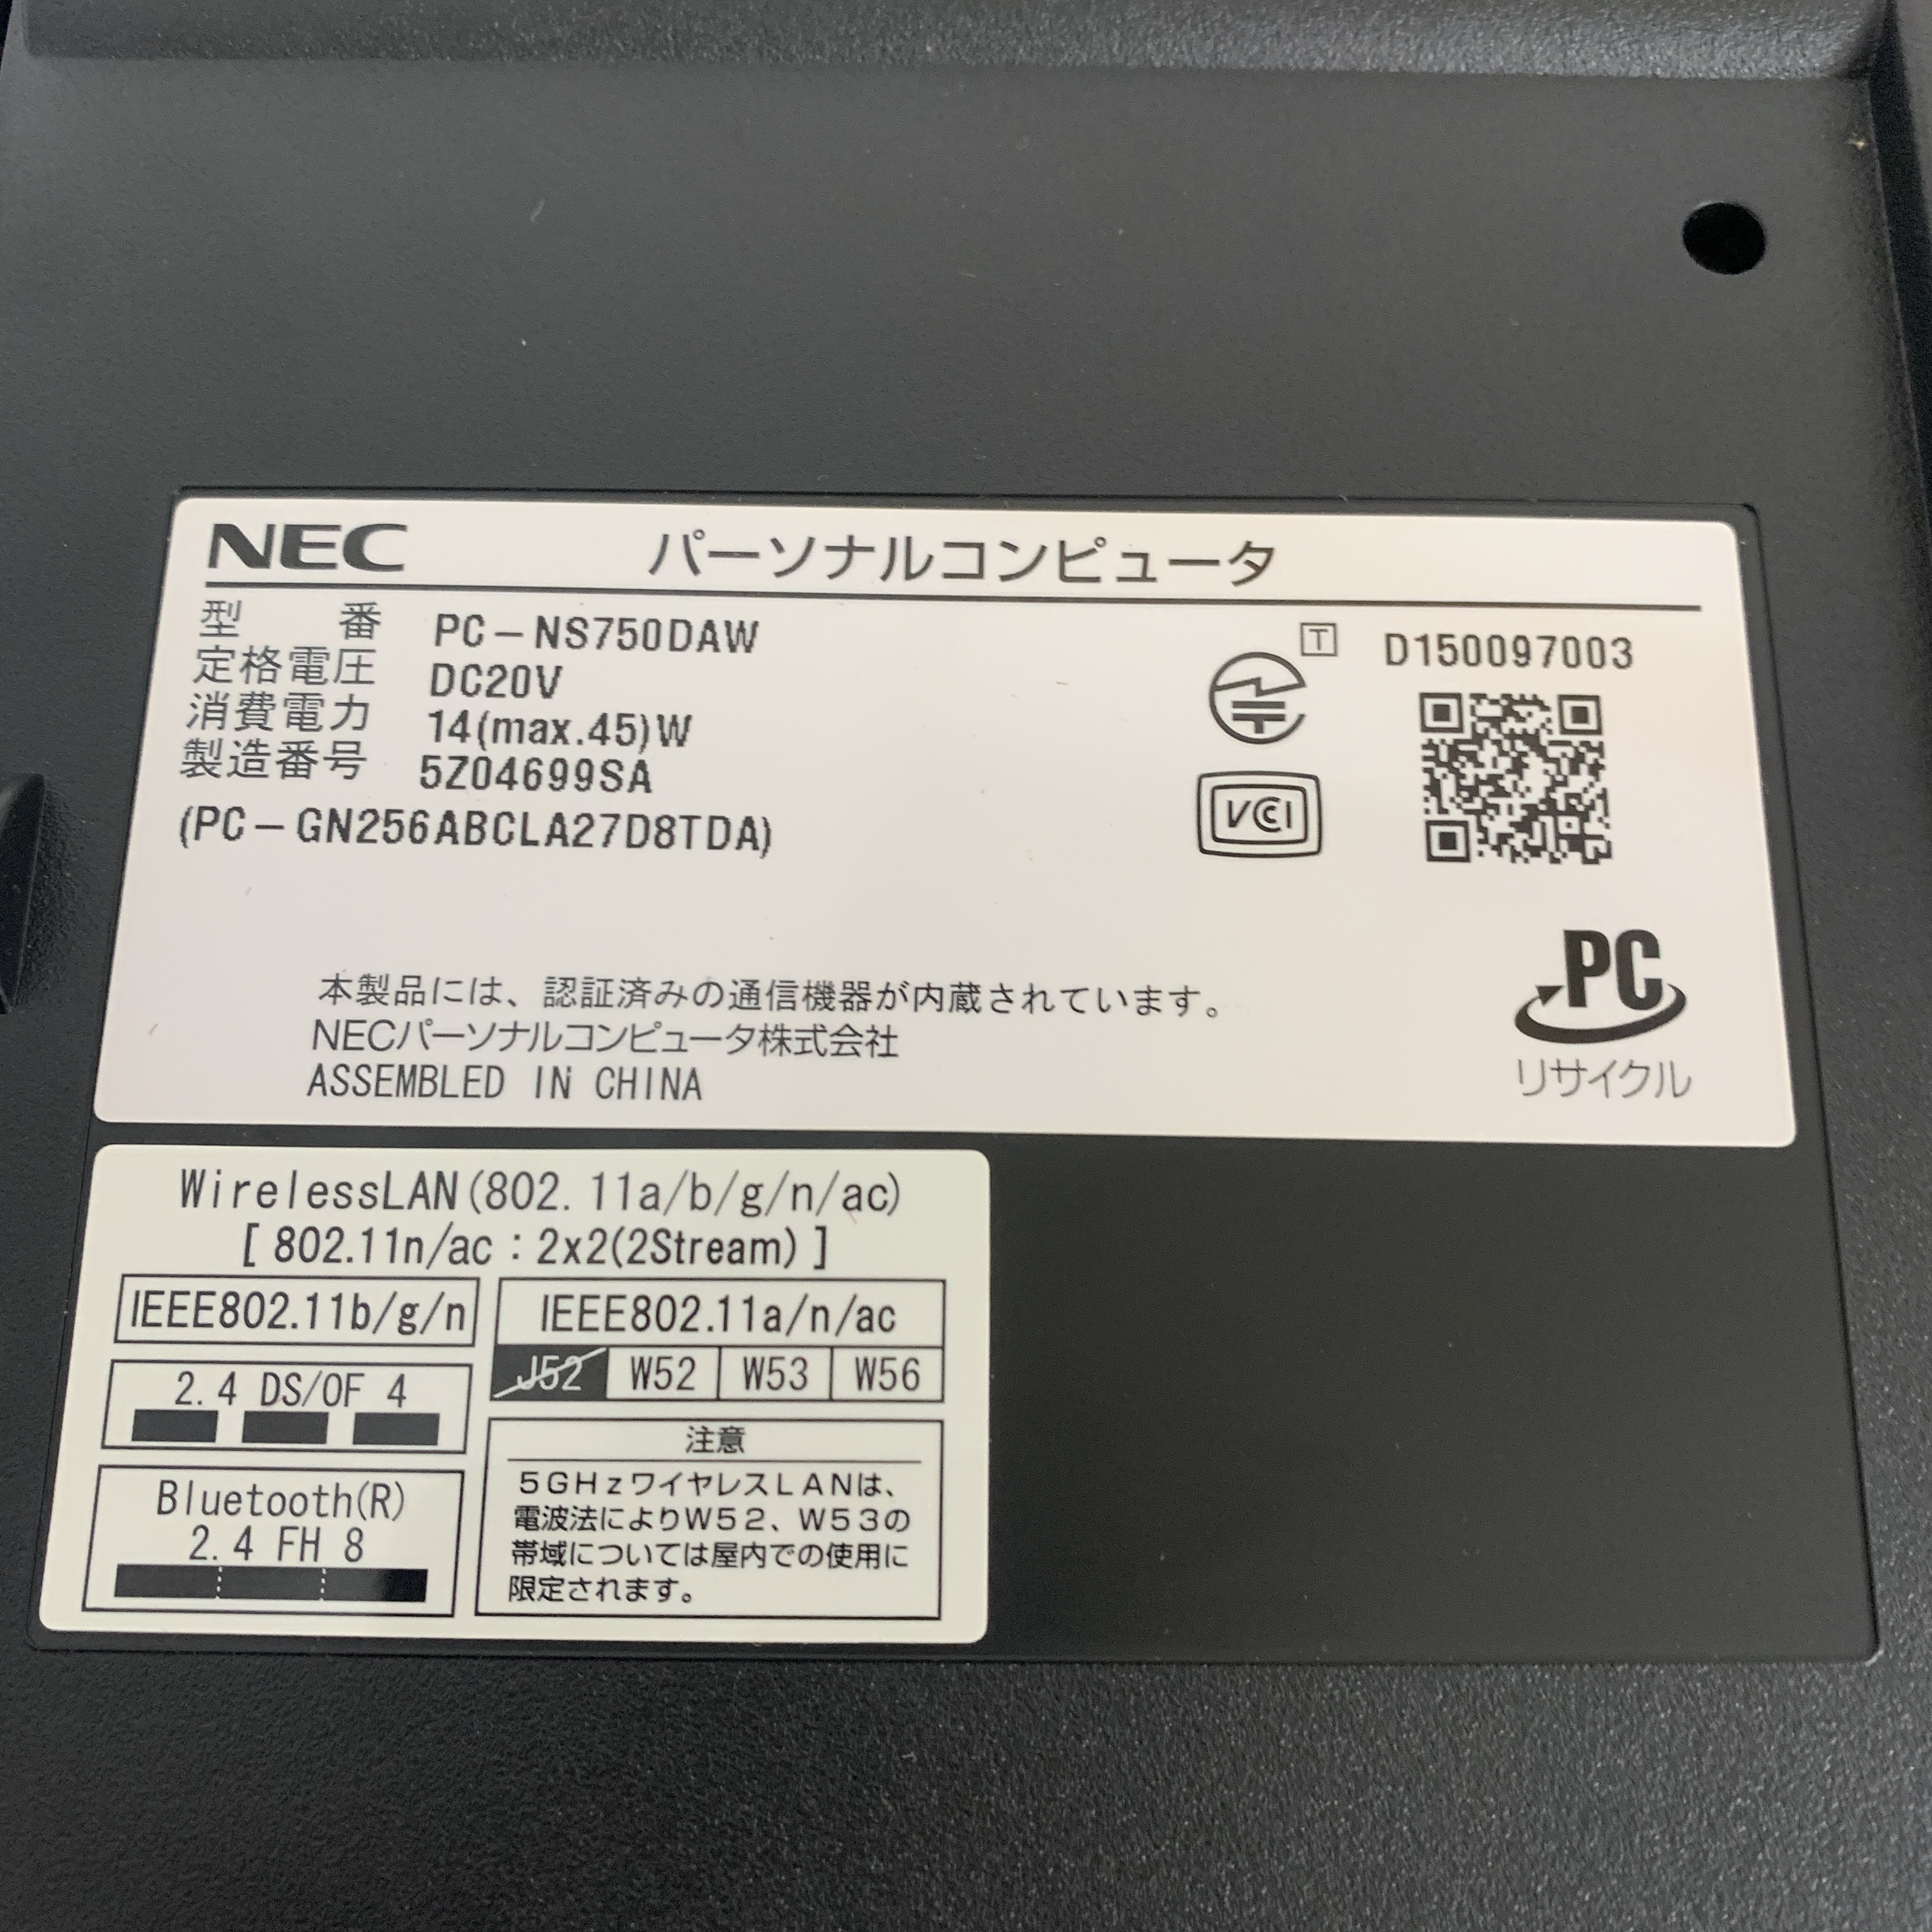 NEC パーソナルコンピュータ
型 番 PC-NS750DAW
定格電圧 DC20V
消費電力 14(max.45)W
製造番号 5Z04699SA
(PC-GN256ABCLA27D8TDA)
T D150097003
VCCI
本製品には、認証済みの通信機器が内蔵されています。
NECパーソナルコンピュータ株式会社
ASSEMBLED IN CHINA
PC
リサイクル
WirelessLAN(802.11a/b/g/n/ac)
[ 802.11n/ac : 2x2(2Stream) ]
IEEE802.11b/g/n
2.4 DS/OF 4
Bluetooth(R)
2.4 FH 8
IEEE802.11a/n/ac
J52 W52 W53 W56
注意
5GHzワイヤレスLANは、
電波法によりW52、W53の
帯域については屋内での使用に
限定されます。